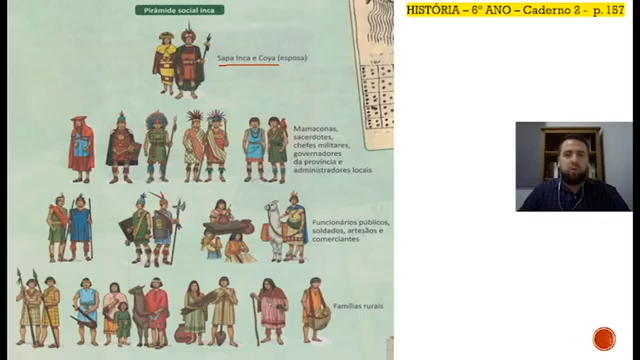 HISTÓRIA – 6º ANO – Caderno 2 - p. 157
Pirâmide social inca
Sapa Inca e Coya (esposa)
Mamaconas,
sacerdotes,
chefes militares,
governadores
da província e
administradores locais
Funcionários públicos,
soldados, artesãos e
comerciantes
Famílias rurais